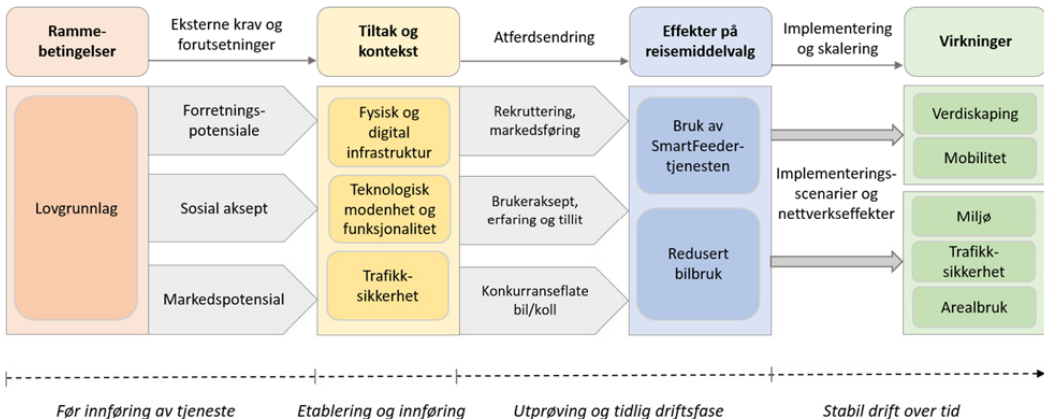 Ramme-
betingelser
Eksterne krav og
forutsetninger
Tiltak og
kontekst
Atferdsendring
Effekter på
reisemiddelvalg
Implementering
og skalering
Virkninger
Lovgrunnlag
Forretnings-
potensiale
Sosial aksept
Markedspotensial
Fysisk og
digital
infrastruktur
Teknologisk
modenhet og
funksjonalitet
Trafikk-
sikkerhet
Rekruttering,
markedsføring
Brukeraksept,
erfaring og tillit
Konkurranseflate
bil/koll
Bruk av
SmartFeeder-
tjenesten
Redusert
bilbruk
Implementerings-
scenarier og
nettverkseffekter
Verdiskaping
Mobilitet
Miljø
Trafikk-
sikkerhet
Arealbruk
Før innføring av tjeneste
Etablering og innføring
Utprøving og tidlig driftsfase
Stabil drift over tid